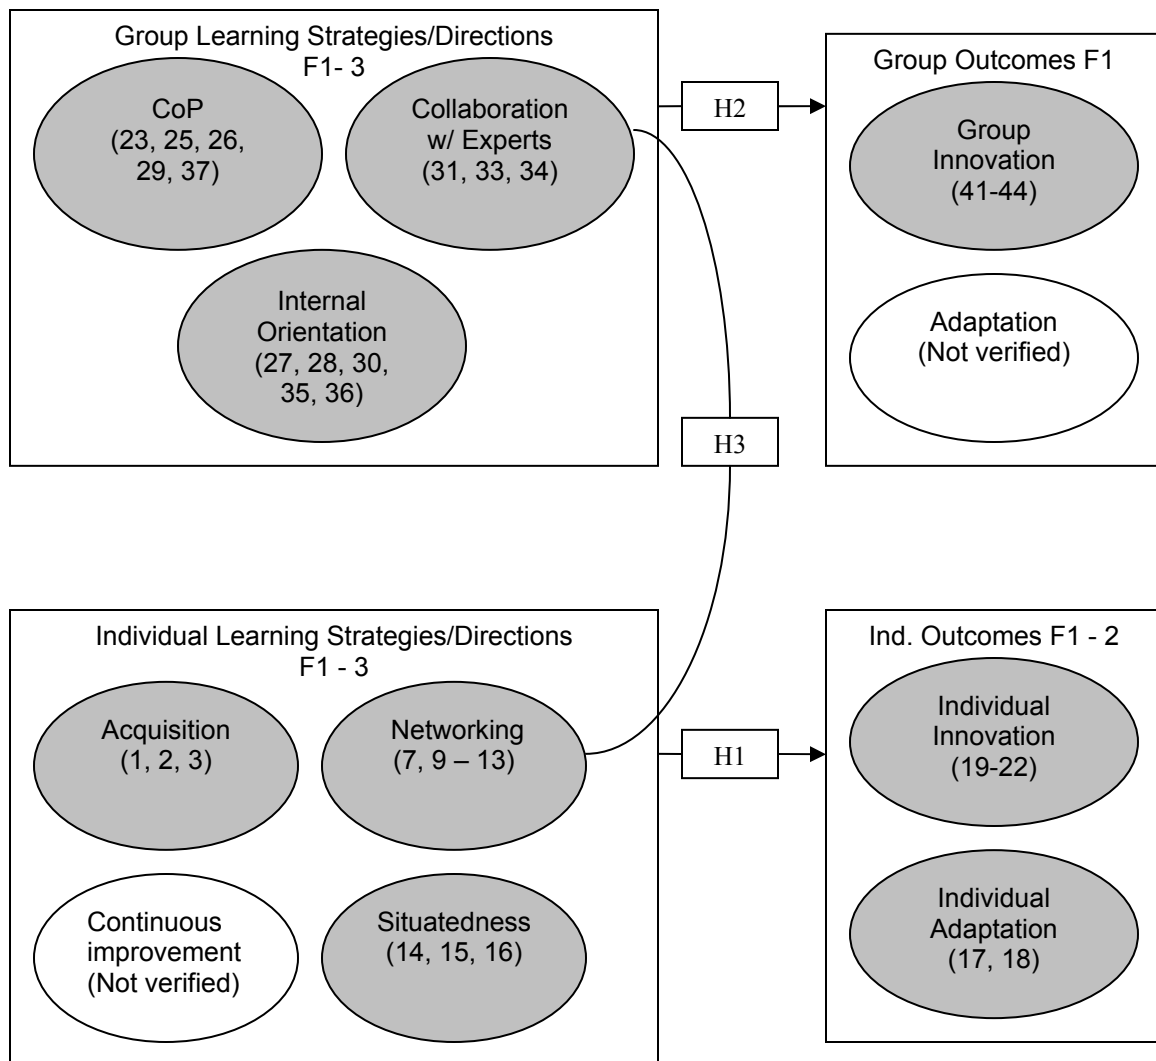 Group Learning Strategies/Directions
F1- 3
CoP
(23, 25, 26,
29, 37)
Collaboration
w/ Experts
(31, 33, 34)
Internal
Orientation
(27, 28, 30,
35, 36)
H2
Group Outcomes F1
Group
Innovation
(41-44)
Adaptation
(Not verified)
H3
Individual Learning Strategies/Directions
F1 - 3
Acquisition
(1, 2, 3)
Networking
(7, 9 – 13)
Continuous
improvement
(Not verified)
Situatedness
(14, 15, 16)
H1
Ind. Outcomes F1 - 2
Individual
Innovation
(19-22)
Individual
Adaptation
(17, 18)